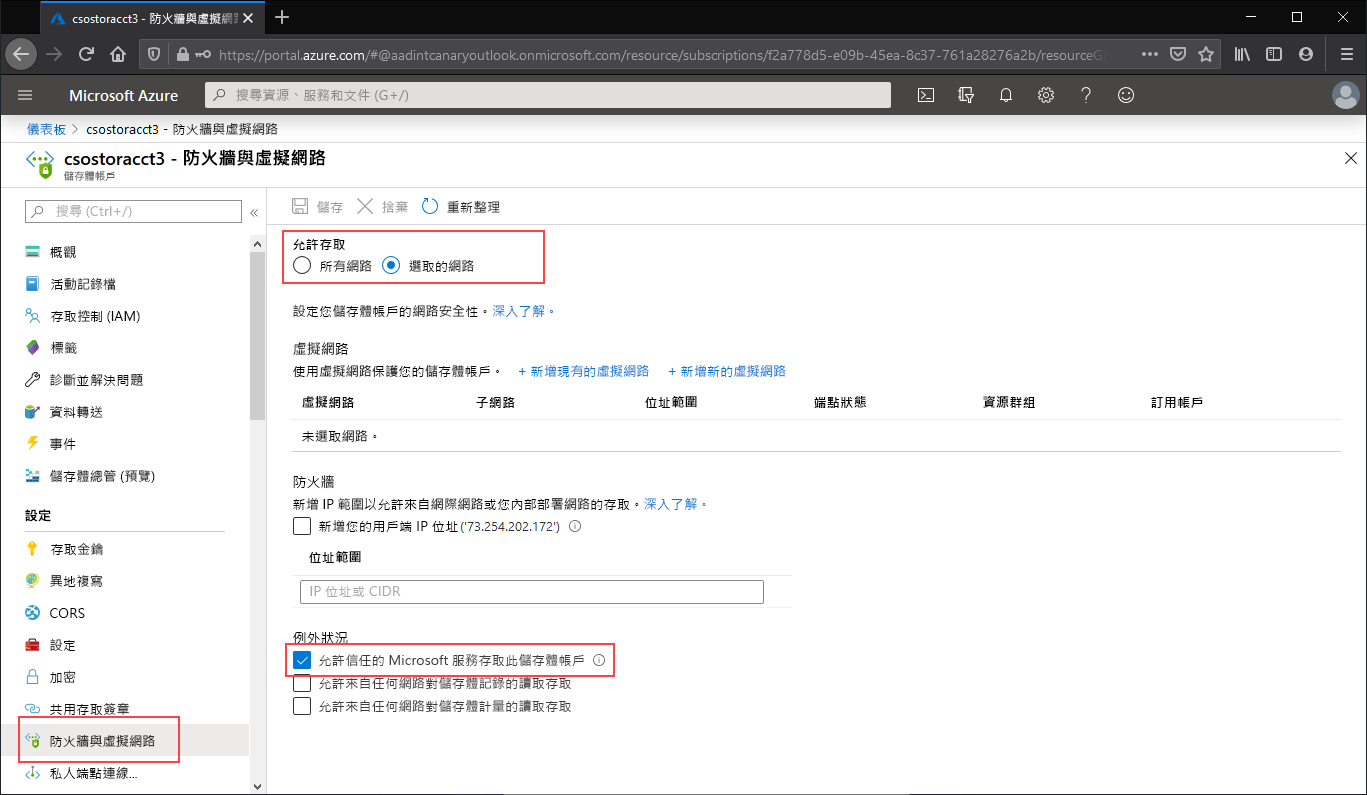 csostoracct3 - 防火牆與虛擬網
https://portal.azure.com/#@aadintcanaryoutlook.onmicrosoft.com/resource/subscriptions/f2a778d5-e09b-45ea-8c37-761a28276a2b/resourceG
Microsoft Azure
搜尋資源、服務和文件 (G+/)
儀表板 > csostoracct3 - 防火牆與虛擬網路
csostoracct3 - 防火牆與虛擬網路
儲存體帳戶
搜尋 (Ctrl+/)
«
概觀
活動記錄檔
存取控制 (IAM)
標籤
診斷並解決問題
資料轉送
事件
儲存體總管 (預覽)
設定
存取金鑰
異地複寫
CORS
設定
加密
共用存取簽章
防火牆與虛擬網路
私人端點連線...
儲存 捨棄 重新整理
允許存取
所有網路 選取的網路
設定您儲存體帳戶的網路安全性。深入了解。
虛擬網路
使用虛擬網路保護您的儲存體帳戶。 + 新增現有的虛擬網路 + 新增新的虛擬網路
虛擬網路 子網路 位址範圍 端點狀態 資源群組 訂用帳戶
未選取網路。
防火牆
新增 IP 範圍以允許來自網際網路或您內部部署網路的存取。深入了解。
新增您的用戶端 IP 位址('73.254.202.172')
位址範圍
IP 位址或 CIDR
例外狀況
允許信任的 Microsoft 服務存取此儲存體帳戶
允許來自任何網路對儲存體記錄的讀取存取
允許來自任何網路對儲存體計量的讀取存取